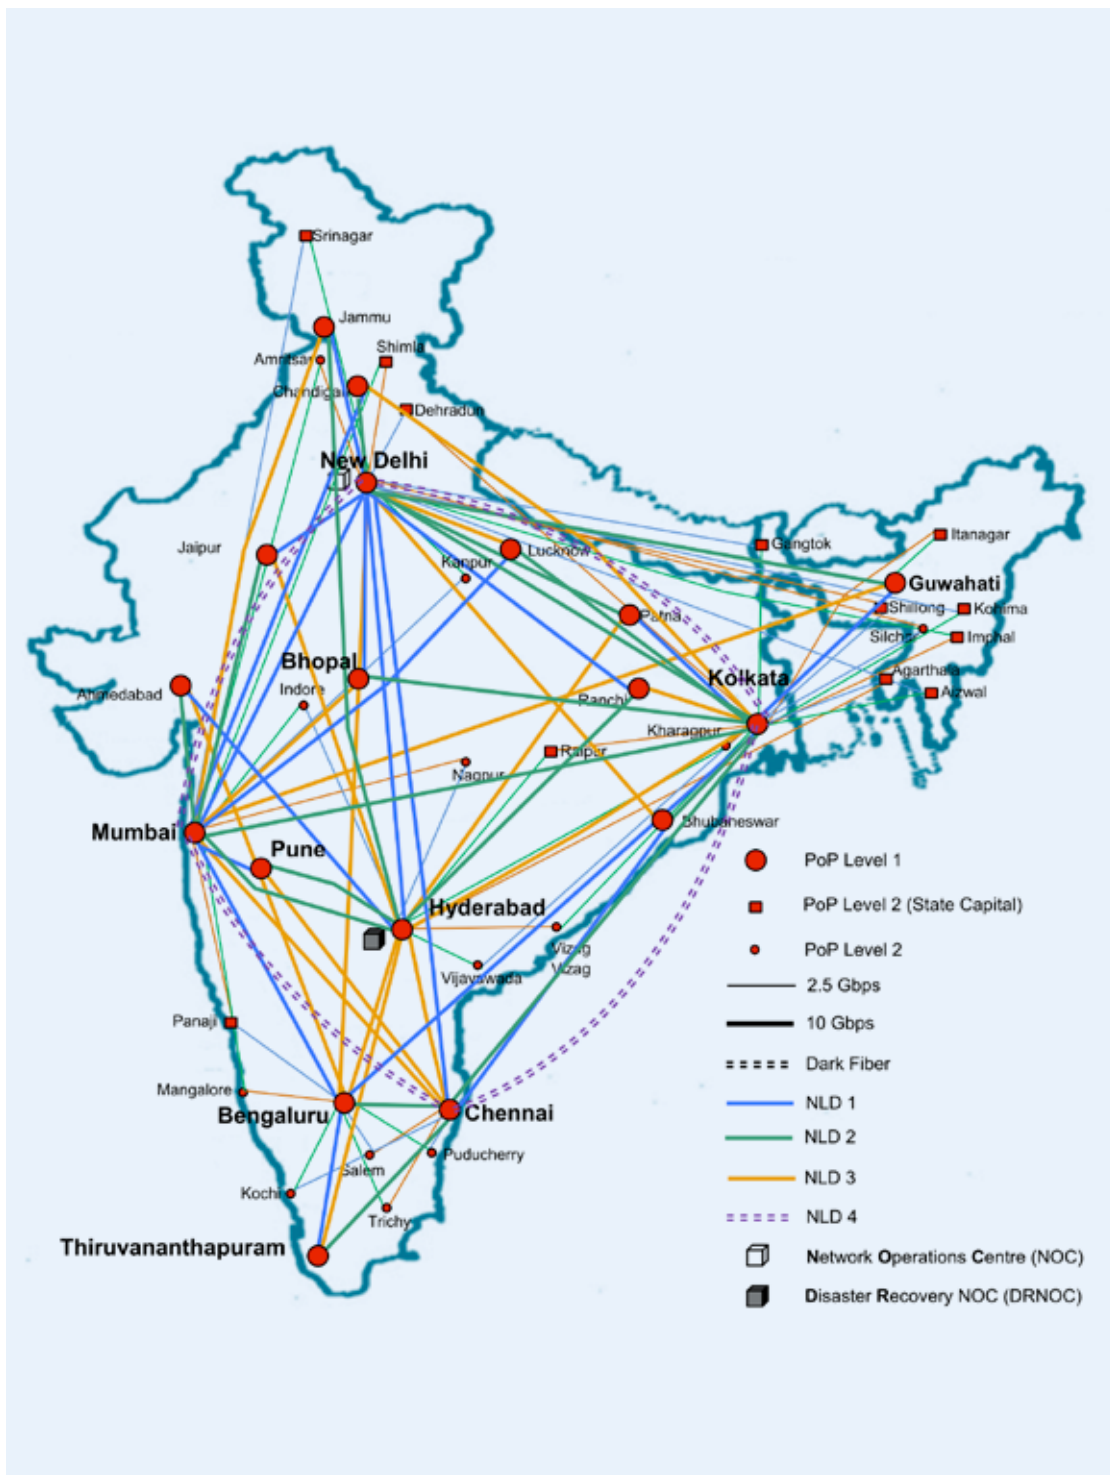 Srinagar
Jammu
Shimla
Amritsar
Chandigarh
Dehradun
New Delhi
Jaipur
Lucknow
Kanpur
Gangtok
Itanagar
Guwahati
Shillong
Kohima
Patna
Silchar
Imphal
Bhopal
Kolkata
Agarthala
Ahmedabad
Indore
Ranchi
Aizwal
Kharagpur
Raipur
Nagpur
Mumbai
Bhubaneswar
Pune
PoP Level 1
Hyderabad
PoP Level 2 (State Capital)
Vizag
PoP Level 2
Vizag
Vijayawada
2.5 Gbps
Panaji
10 Gbps
Dark Fiber
Mangalore
NLD 1
Bengaluru
Chennai
NLD 2
Puducherry
Salem
NLD 3
Kochi
Trichy
NLD 4
Thiruvananthapuram
Network Operations Centre (NOC)
Disaster Recovery NOC (DRNOC)